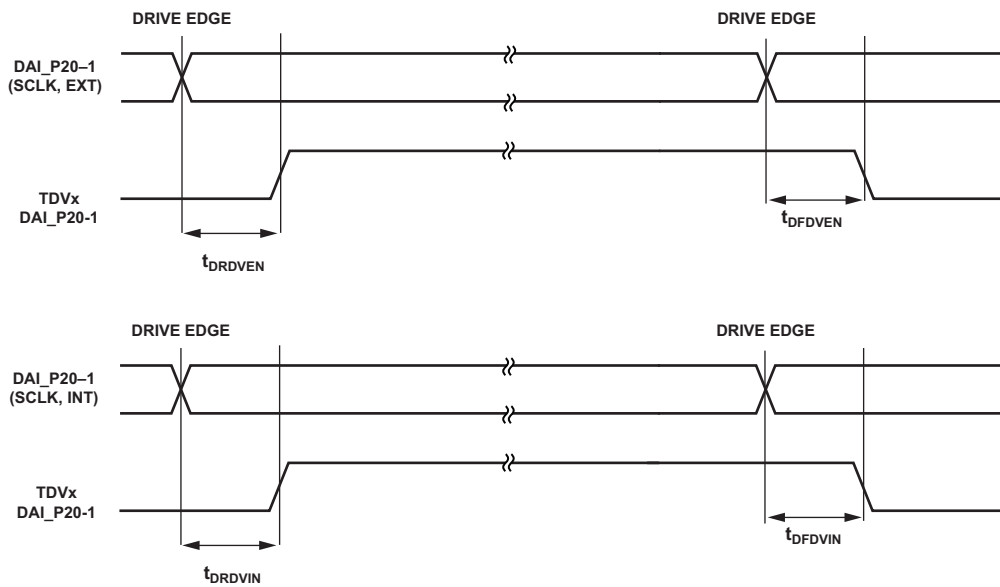 DRIVE EDGE DRIVE EDGE
DAI_P20–1
(SCLK, EXT)
TDVx
DAI_P20-1
tDFDVEN
tDRDVEN
DRIVE EDGE DRIVE EDGE
DAI_P20–1
(SCLK, INT)
TDVx
DAI_P20-1
tDFDVIN
tDRDVIN